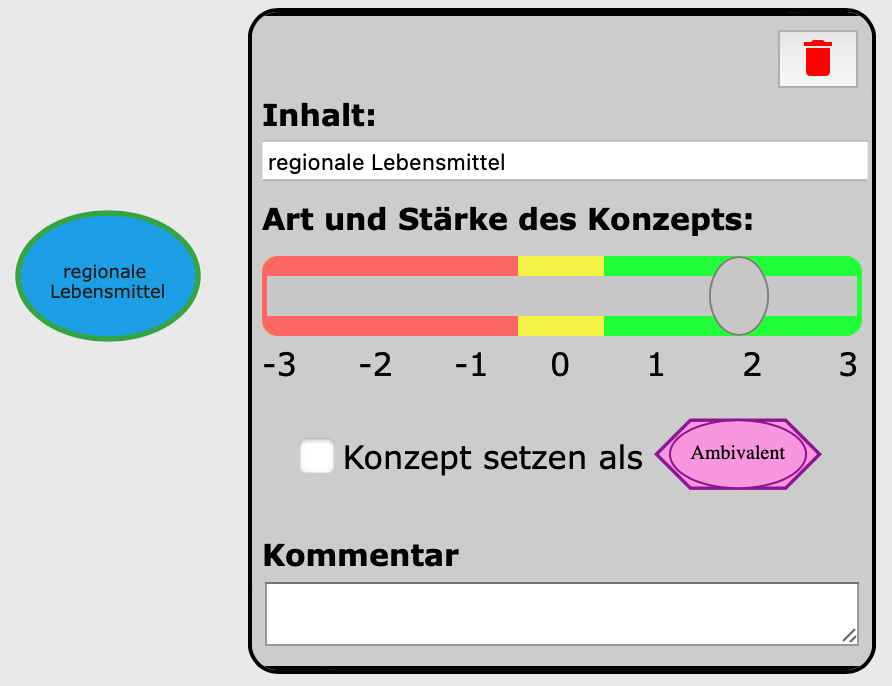 regionale
Lebensmittel
Inhalt:
regionale Lebensmittel
Art und Stärke des Konzepts:
-3 -2 -1 0 1 2 3
Konzept setzen als Ambivalent
Kommentar